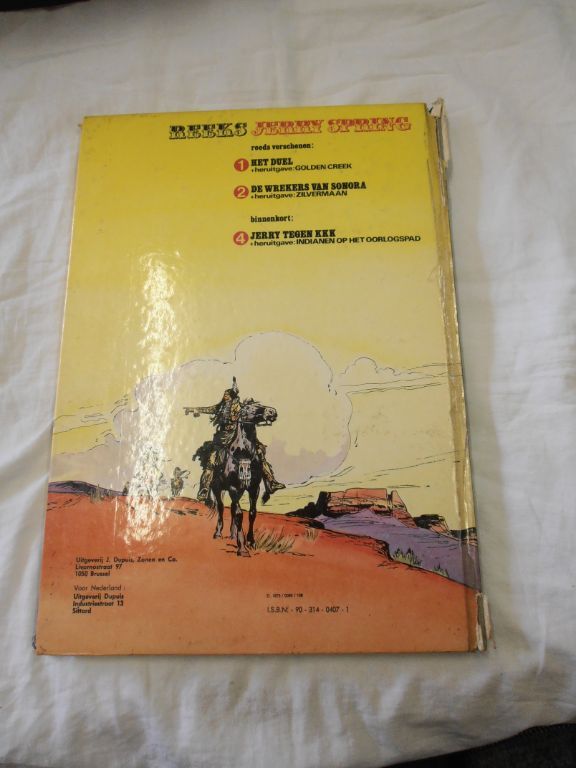 REEKS JERRY SPRING
reeds verschenen:
1 HET DUEL
+ heruitgave: GOLDEN CREEK
2 DE WREKERS VAN SONORA
+ heruitgave: ZILVERMAAN
binnenkort:
4 JERRY TEGEN KKK
+ heruitgave: INDIANEN OP HET OORLOGSPAD
Uitgeverij J. Dupuis, Zonen en Co.
Livornostraat 97
1050 Brussel
Voor Nederland:
Uitgeverij Dupuis
Industriestraat 13
Sittard
I.S.B.N. - 90 - 314 - 0407 - 1